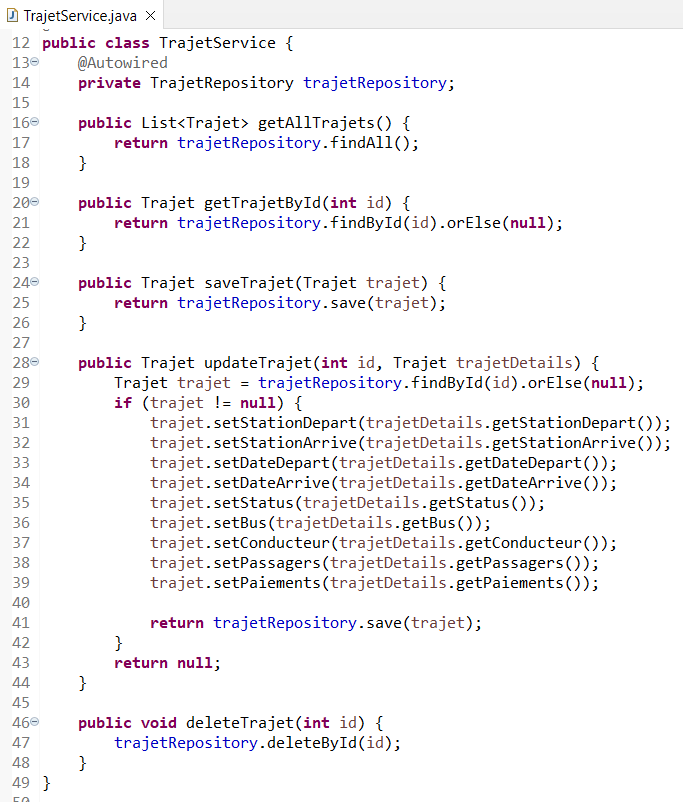 TrajetService.java
12 public class TrajetService {
13 @Autowired
14 private TrajetRepository trajetRepository;
15
16 public List<Trajet> getAllTrajets() {
17 return trajetRepository.findAll();
18 }
19
20 public Trajet getTrajetById(int id) {
21 return trajetRepository.findById(id).orElse(null);
22 }
23
24 public Trajet saveTrajet(Trajet trajet) {
25 return trajetRepository.save(trajet);
26 }
27
28 public Trajet updateTrajet(int id, Trajet trajetDetails) {
29 Trajet trajet = trajetRepository.findById(id).orElse(null);
30 if (trajet != null) {
31 trajet.setStationDepart(trajetDetails.getStationDepart());
32 trajet.setStationArrive(trajetDetails.getStationArrive());
33 trajet.setDateDepart(trajetDetails.getDateDepart());
34 trajet.setDateArrive(trajetDetails.getDateArrive());
35 trajet.setStatus(trajetDetails.getStatus());
36 trajet.setBus(trajetDetails.getBus());
37 trajet.setConducteur(trajetDetails.getConducteur());
38 trajet.setPassagers(trajetDetails.getPassagers());
39 trajet.setPaiements(trajetDetails.getPaiements());
40
41 return trajetRepository.save(trajet);
42 }
43 return null;
44 }
45
46 public void deleteTrajet(int id) {
47 trajetRepository.deleteById(id);
48 }
49 }
50